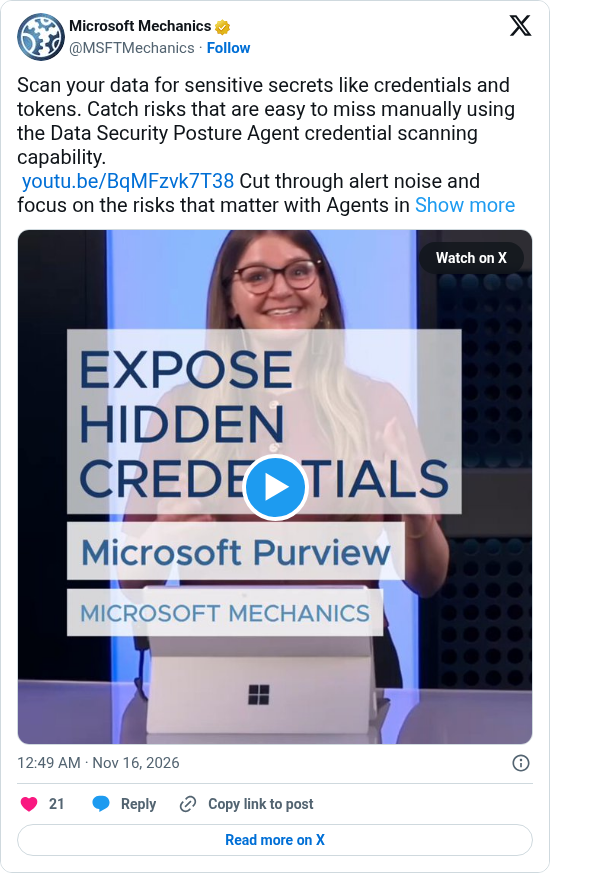 Microsoft Mechanics
@MSFTMechanics · Follow
Scan your data for sensitive secrets like credentials and
tokens. Catch risks that are easy to miss manually using
the Data Security Posture Agent credential scanning
capability.
youtu.be/BqMFzvk7T38 Cut through alert noise and
focus on the risks that matter with Agents in Show more
Watch on X
EXPOSE
HIDDEN
CREDENTIALS
Microsoft Purview
MICROSOFT MECHANICS
12:49 AM · Nov 16, 2026
21 Reply Copy link to post
Read more on X